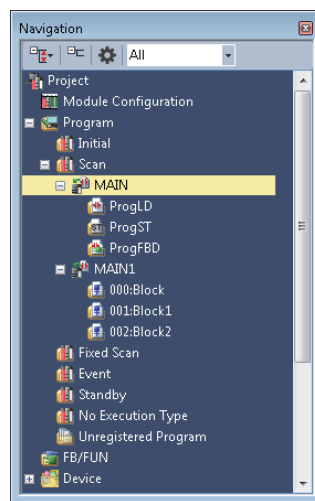 Navigation
All
Project
Module Configuration
Program
Initial
Scan
MAIN
ProgLD
ProgST
ProgFBD
MAIN1
000:Block
001:Block1
002:Block2
Fixed Scan
Event
Standby
No Execution Type
Unregistered Program
FB/FUN
Device